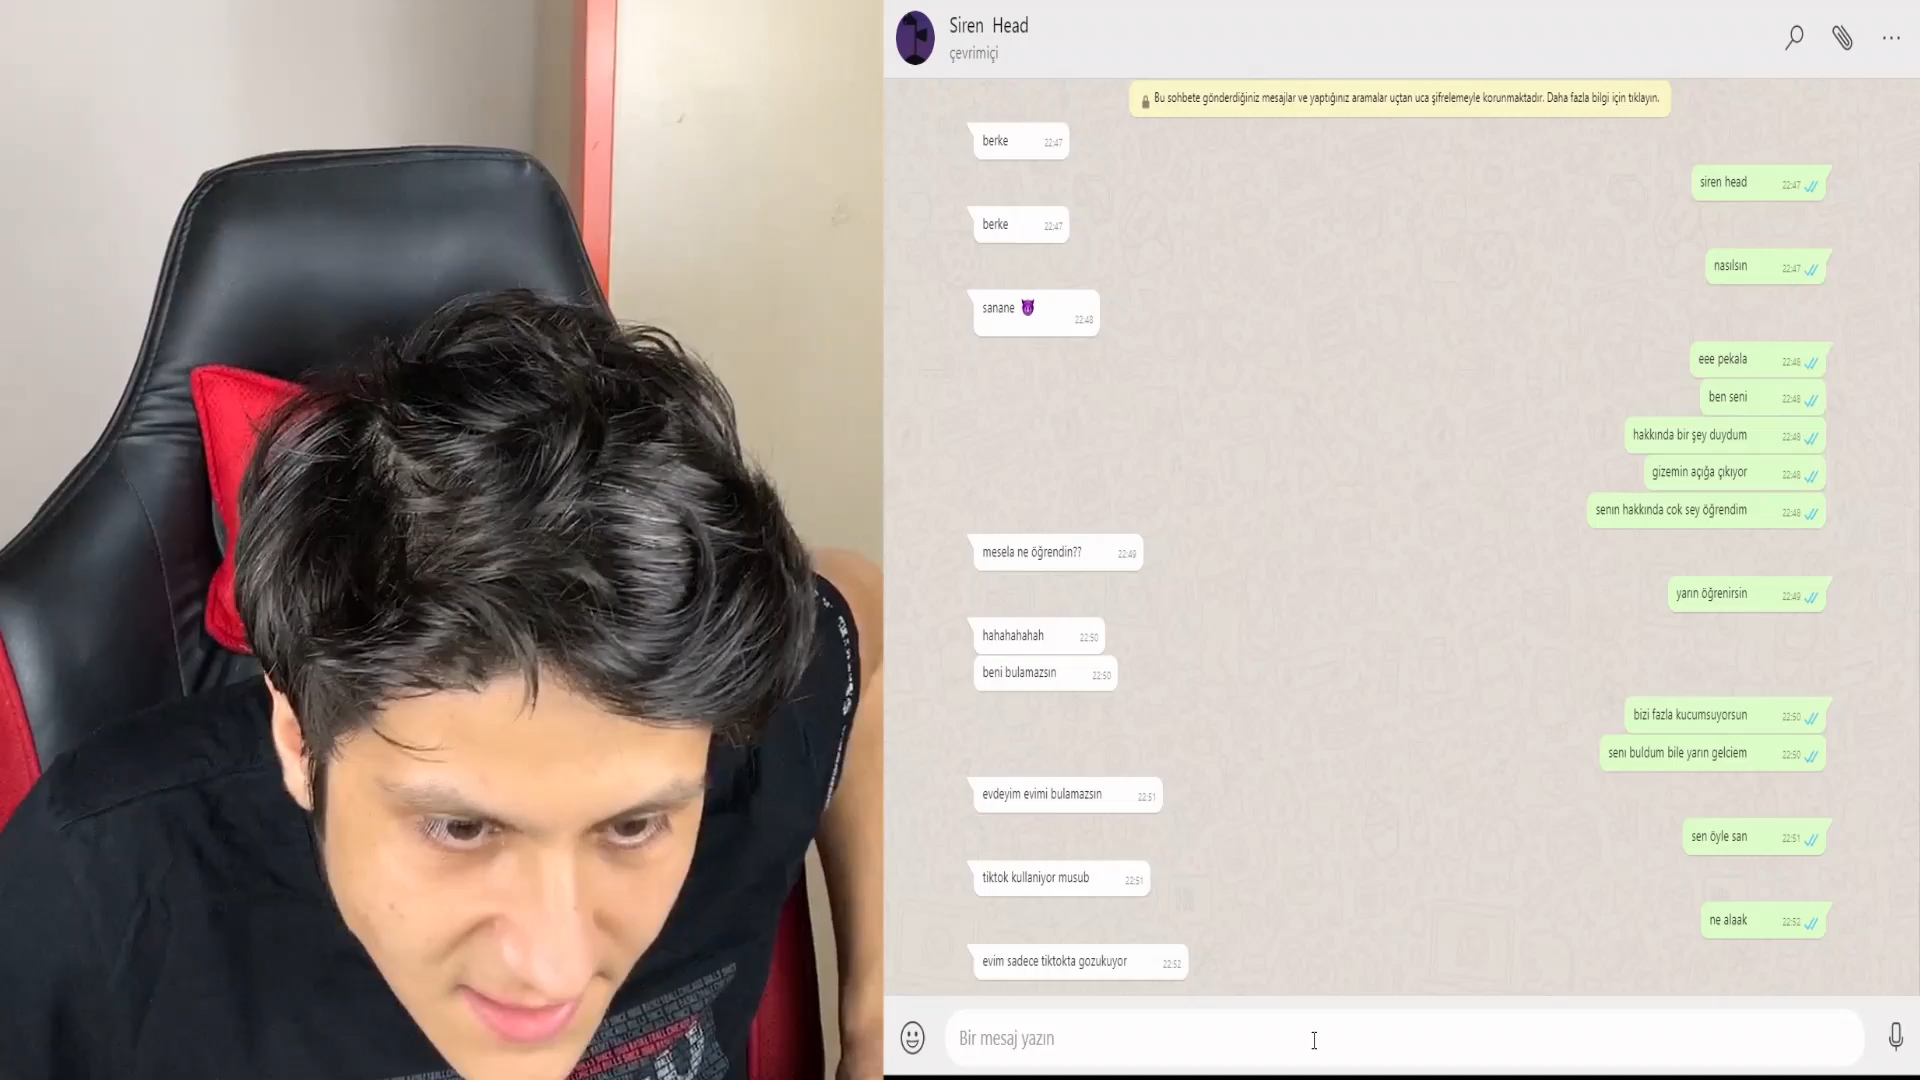 Siren Head
çevrimiçi
Bu sohbete gönderdiğiniz mesajlar ve yaptığınız aramalar uçtan uca şifrelemeyle korunmaktadır. Daha fazla bilgi için tıklayın.
berke 22:47
siren head 22:47
berke 22:47
nasılsın 22:47
sanane 😈 22:48
eee pekala 22:48
ben seni 22:48
hakkında bir şey duydum 22:48
gizemin açığa çıkıyor 22:48
senın hakkında cok sey öğrendim 22:48
mesela ne öğrendin?? 22:49
yarın öğrenirsin 22:49
hahahahahah 22:50
beni bulamazsın 22:50
bizi fazla kucumsuyorsun 22:50
senı buldum bile yarın gelciem 22:50
evdeyim evimi bulamazsın 22:51
sen öyle san 22:51
tiktok kullaniyor musub 22:51
ne alaak 22:52
evim sadece tiktokta gozukuyor 22:52
Bir mesaj yazın